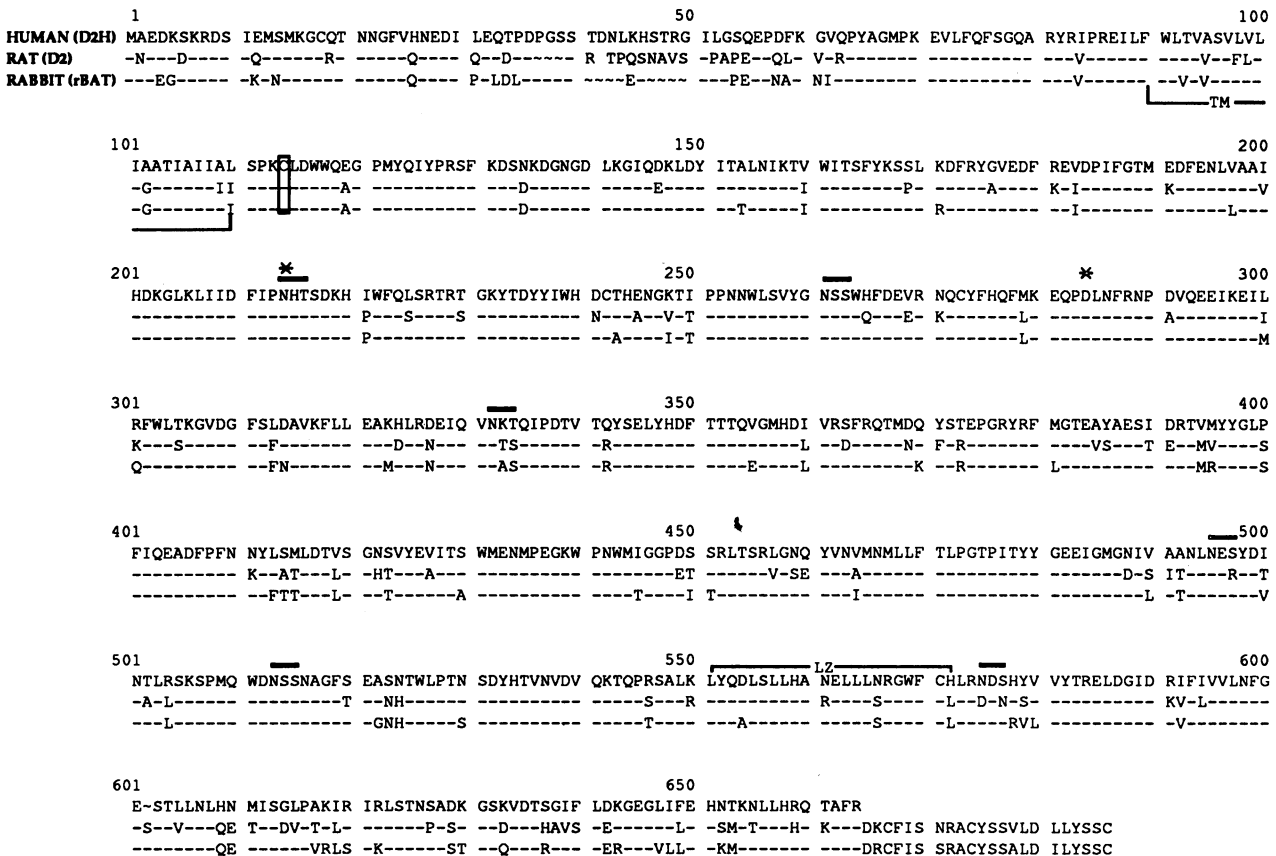 1 50 100
HUMAN (D2H) MAEDKSKRDS IEMSMKGCQT NNGFVHNEDI LEQTPDPGSS TDNLKHSTRG ILGSQEPDFK GVQPYAGMPK EVLFQFSGQA RYRIPREILF WLTVASVLVL
RAT (D2) -N---D---- --Q-----R- -----Q---- -Q--D-~~~~ R TPQSNAVS -PAPE--QL- V-R------- ---------- ----V----- -----V--FL-
RABBIT (rBAT) ---EG----- --K-N----- -----Q---- P-LDL----- ~~~~~E---- ---PE--NA- NI-------- ---------- ----V----- ---V-V----
TM
101 150 200
IAATIAIIAL SPKCLDWWQEG PMYQIYPRSF KDSNKDGNGD LKGIQDKLDY ITALNIKTVV WITSFYKSSL KDFRYGVEDF REVDPIFGTM EDFENLVAAI
-G------II --------A- ---------- ----D----- ----E----- ------I--- ------P--- ----A----- K-I------- K--------V
-G-------I --------A- ---------- ----D----- ---------- -T----I--- ---------- R--------- --I------- -------L--
* *
201 250 300
HDKGLKLIID FIPNHTSDKH IWFQLSRTRT GKYTDYYIWH DCTHENGKTI PPNNWLSVYG NSSWHFDEVR NQCYFHQFMK EQPDLNFRNP DVQEEIKEIL
---------- ---------- P---S----S ---------- N---A--V-T ---------- ----Q---E- K------L-- ---------- A--------I
---------- ---------- P--------- ---------- --A----I-T ---------- ---------- -------L-- ---------- ---------M
301 350 400
RFWLTKGVDG FSLDAVKFLL EAKHLRDEIQ VNKTQIPDTV TQYSELYHDF TTTQVGMHDI VRSFRQTMDQ YSTEPGRYRF MGTEAYAESI DRTVMYYGLP
K---S----- ---F------ ----D--N-- --TS------ --R------- ---------L --D-----N- F-R------- -----VS--T E--MV----S
Q--------- ---FN----- ---M---N-- --AS------ --R------- ----E----L -------K-- --R------- L--------- ---MR----S
401 450 500
FIQEADFPFN NYLSMLDTVS GNSVYEVITS WMENMPEGKW PNWMIGGPDS SRLTSRLGNQ YVNVMNMLLF TLPGTPITYY GEEIGMGNIV AANLNESYDI
---------- K--AT---L- -HT---A--- ---------- --------ET -----V-SE- ---A------ ---------- ------D-S- IT----R--T
---------- --FTT---L- --T------A ---------- ----T----I T--------- ---I------ ---------- --------L- -T-------V
501 550 600
NTLRSKSPMQ WDNSSNAGFS EASNTWLPTN SDYHTVNVDV QKTQPRSALK LYQDLSLLHA NELLLNRGWF CHLRNDSHYV VYTRELDGID RIFIVVLNFG
LZ
-A-L------ ---------T --NH------ ---------- -----S---R ---------- R----S---- -L--D-N-S- ---------- KV-L------
---L------ ---------- --GNH----S ---------- -----T---- ---A------ -----S---- -L----RVL- ---------- --V-------
601 650
E~STLLNLHN MISGLPAKIR IRLSTNSADK GSKVDTSGIF LDKGEGLIFE HNTKNLLHRQ TAFR
-S--V---QE T--DV-T-L- ----P-S--- --D---HAVS -E-----L-- -SM-T---H- K---DKCFIS NRACYSSVLD LLYSSC
-------QE- ----VRLS-- -K------ST --Q---R--- --ER---VLL -KM------- ----DRCFIS SRACYSSALD ILYSSC